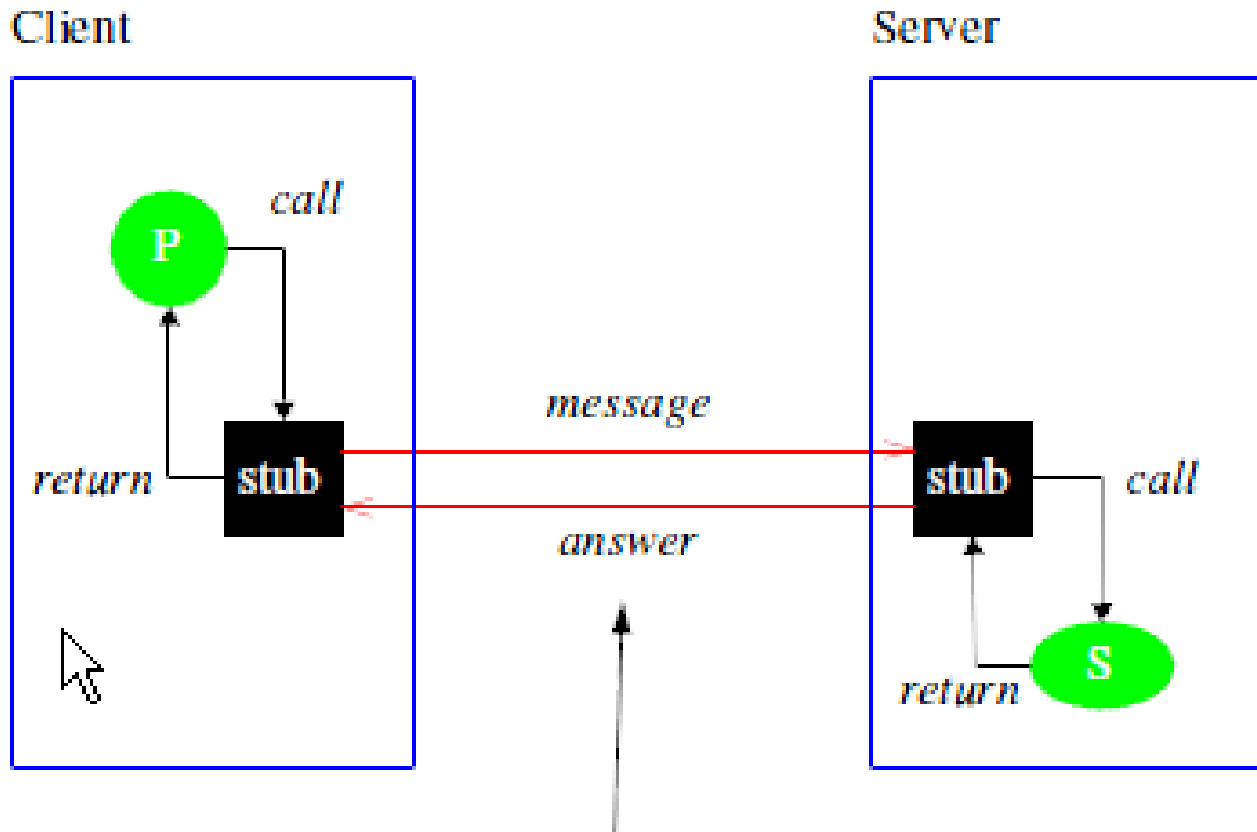 Client
Server
call
P
message
return
stub
stub
call
answer
S
return